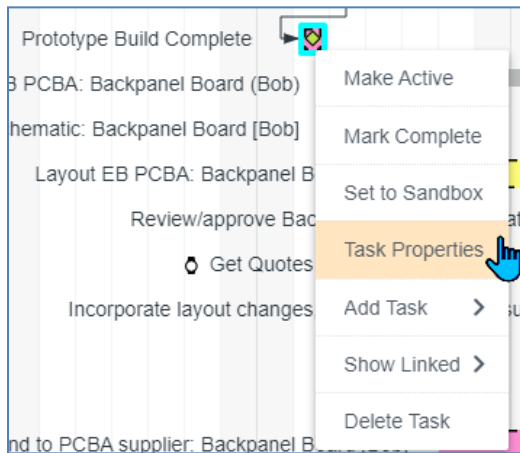 Prototype Build Complete
PCBA: Backpanel Board (Bob)
Make Active
hematic: Backpanel Board [Bob]
Mark Complete
Layout EB PCBA: Backpanel B
Set to Sandbox
Review/approve Bac
Task Properties
Get Quotes
Incorporate layout changes
Add Task
Show Linked
Delete Task
nd to PCBA supplier: Backpanel